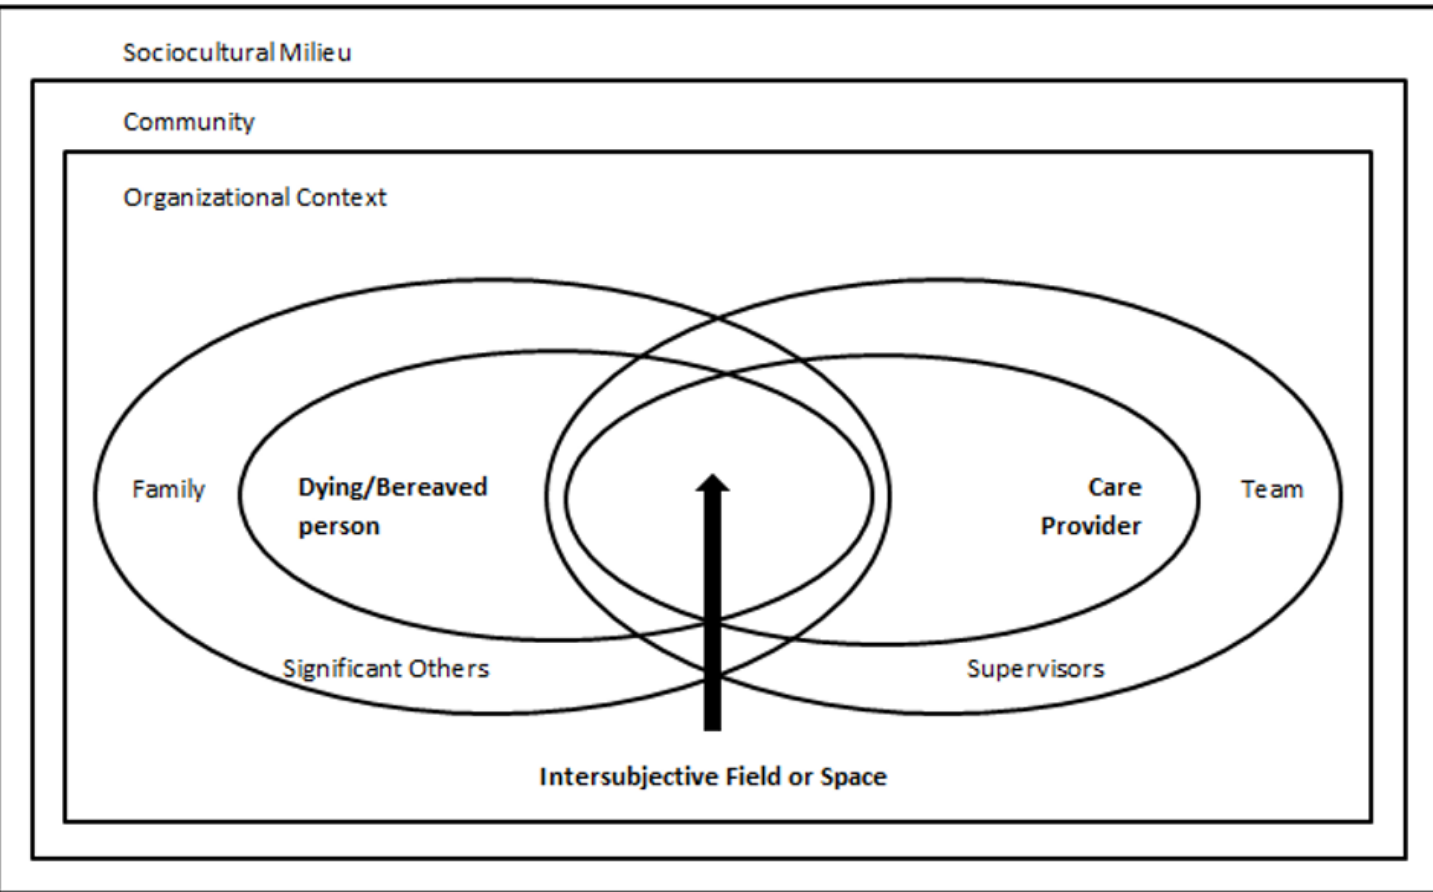 Sociocultural Milieu
Community
Organizational Context
Family
Dying/Bereaved
person
Care
Provider
Team
Significant Others
Supervisors
Intersubjective Field or Space